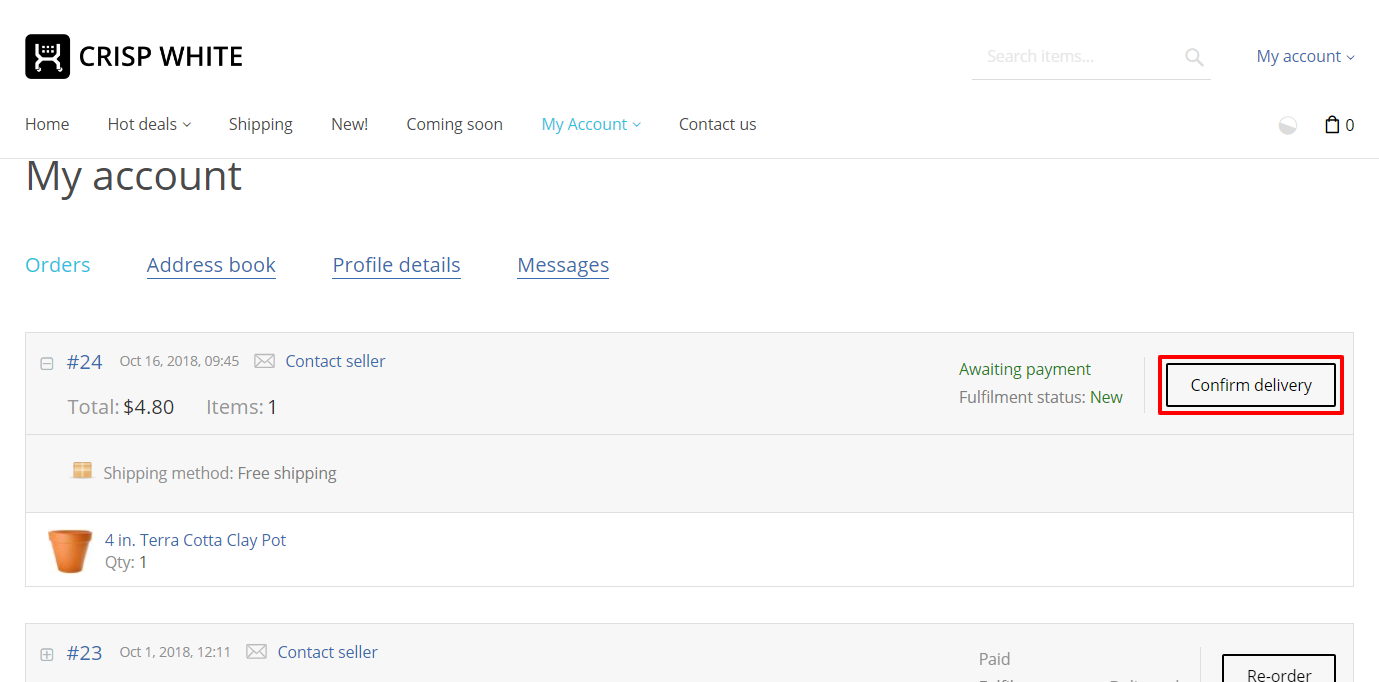 CRISP WHITE
Search items...
My account
Home Hot deals Shipping New! Coming soon My Account Contact us 0
My account
Orders Address book Profile details Messages
#24 Oct 16, 2018, 09:45 Contact seller
Awaiting payment
Fulfilment status: New
Confirm delivery
Total: $4.80 Items: 1
Shipping method: Free shipping
4 in. Terra Cotta Clay Pot
Qty: 1
#23 Oct 1, 2018, 12:11 Contact seller
Paid
Re-order